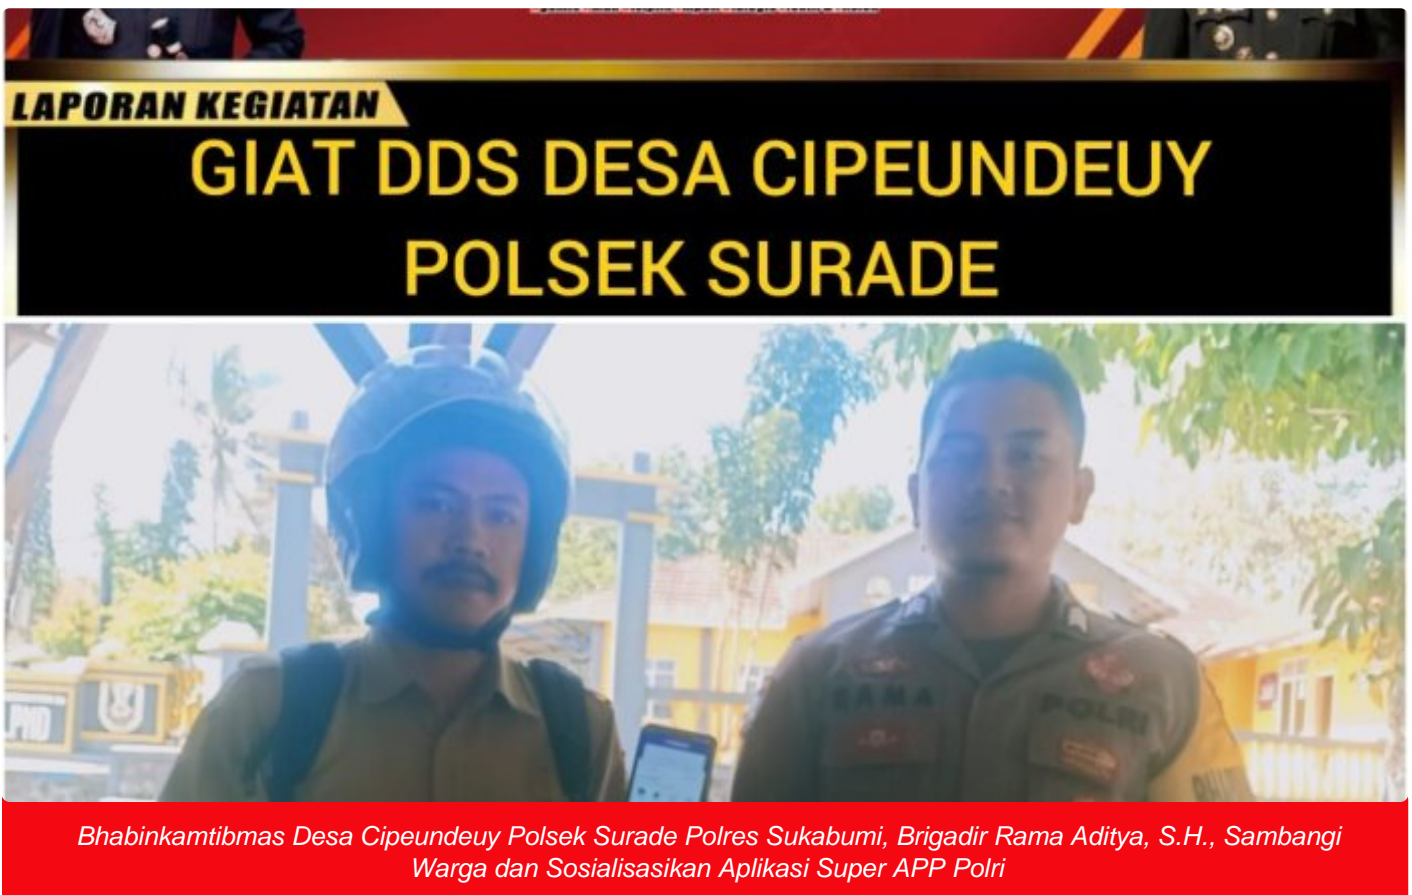 LAPORAN KEGIATAN
GIAT DDS DESA CIPEUNDEUY
POLSEK SURADE
RAMA
POLRI
Bhabinkamtibmas Desa Cipeundeuy Polsek Surade Polres Sukabumi, Brigadir Rama Aditya, S.H., Sambangi
Warga dan Sosialisasikan Aplikasi Super APP Polri